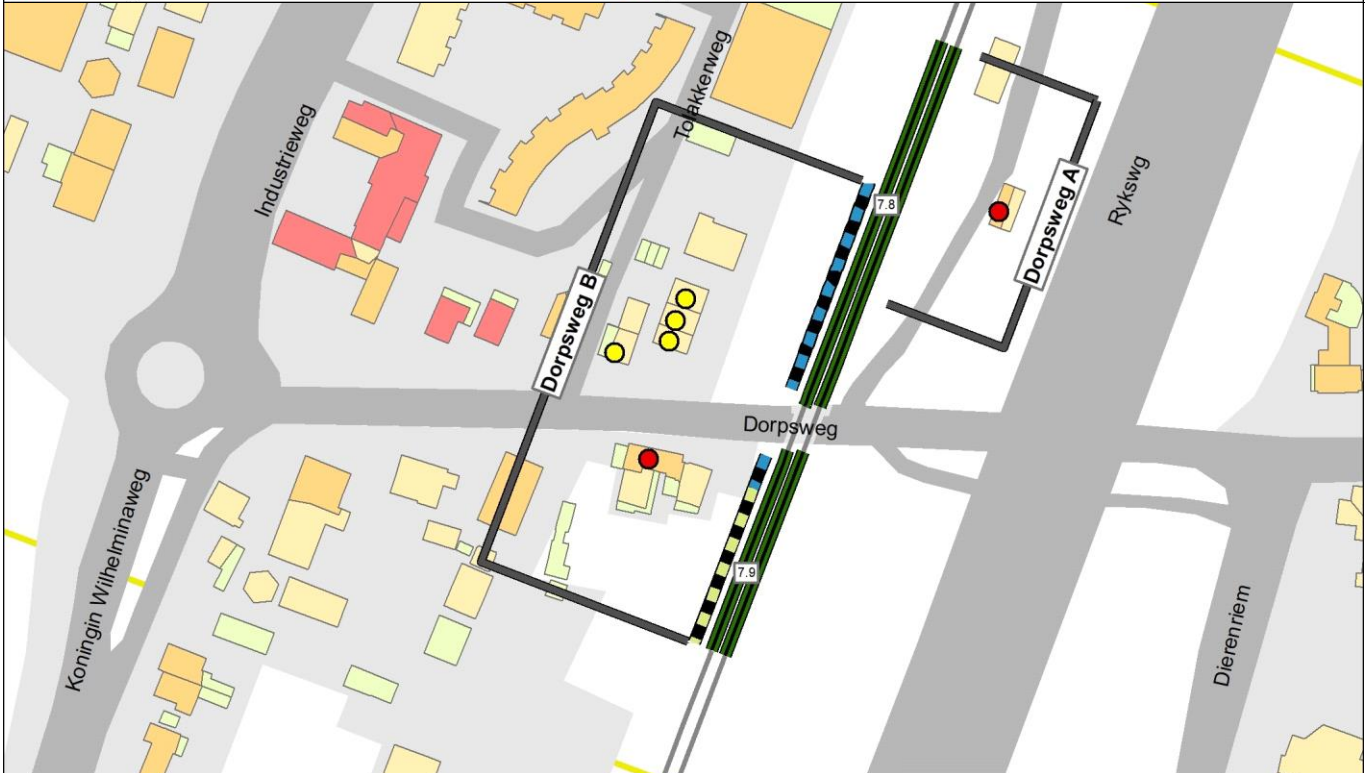 Tolakkerweg
Industrieweg
7.8
Rykswg
Dorpsweg A
Dorpsweg B
Dorpsweg
Koningin Wilhelminaweg
7.9
Dierenriem